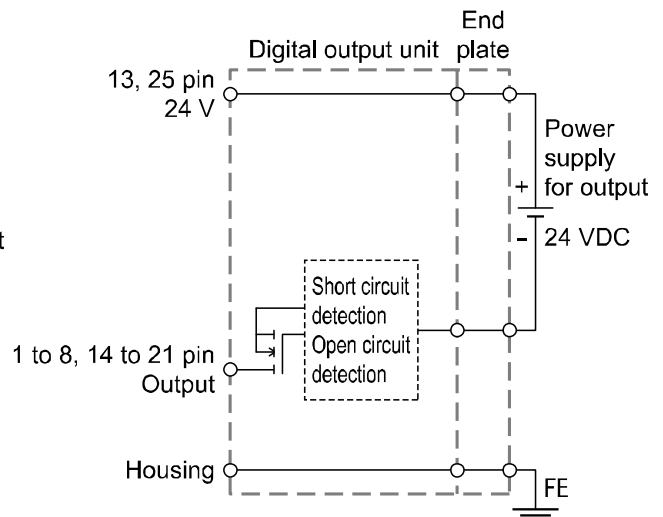 End
Digital output unit plate
13, 25 pin
24 V
Power
supply
+ for output
- 24 VDC
t
Short circuit
detection
Open circuit
detection
1 to 8, 14 to 21 pin
Output
Housing
FE